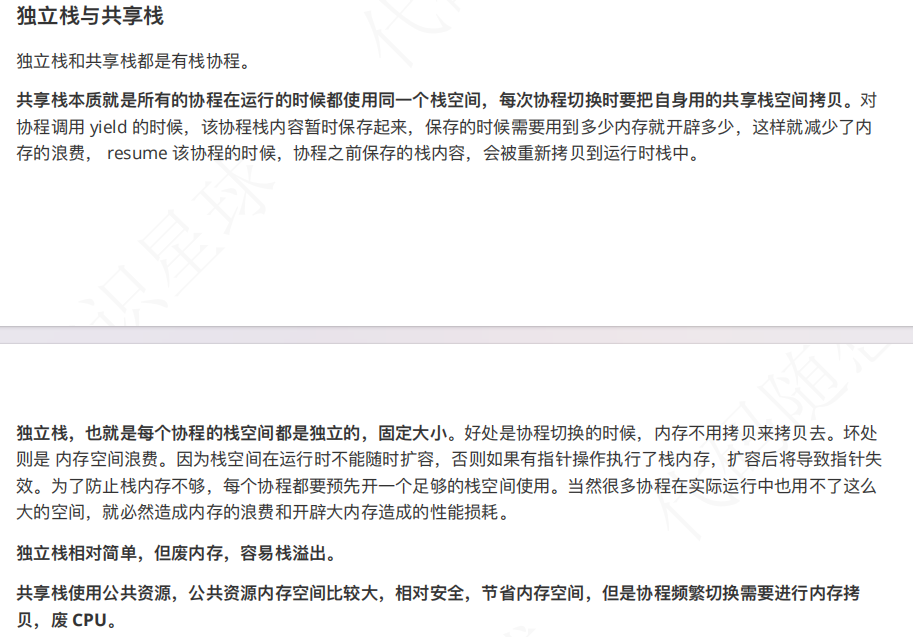 独立栈与共享栈
独立栈和共享栈都是有栈协程。
共享栈本质就是所有的协程在运行的时候都使用同一个栈空间，每次协程切换时要把自身用的共享栈空间拷贝。对
协程调用 yield 的时候，该协程栈内容暂时保存起来，保存的时候需要用到多少内存就开辟多少，这样就减少了内
存的浪费， resume 该协程的时候，协程之前保存的栈内容，会被重新拷贝到运行时栈中。
识星球
代码随想
独立栈，也就是每个协程的栈空间都是独立的，固定大小。好处是协程切换的时候，内存不用拷贝来拷贝去。坏处
则是 内存空间浪费。因为栈空间在运行时不能随时扩容，否则如果有指针操作执行了栈内存，扩容后将导致指针失
效。为了防止栈内存不够，每个协程都要预先开一个足够的栈空间使用。当然很多协程在实际运行中也用不了这么
大的空间，就必然造成内存的浪费和开辟大内存造成的性能损耗。
独立栈相对简单，但废内存，容易栈溢出。
共享栈使用公共资源，公共资源内存空间比较大，相对安全，节省内存空间，但是协程频繁切换需要进行内存拷
贝，废 CPU。